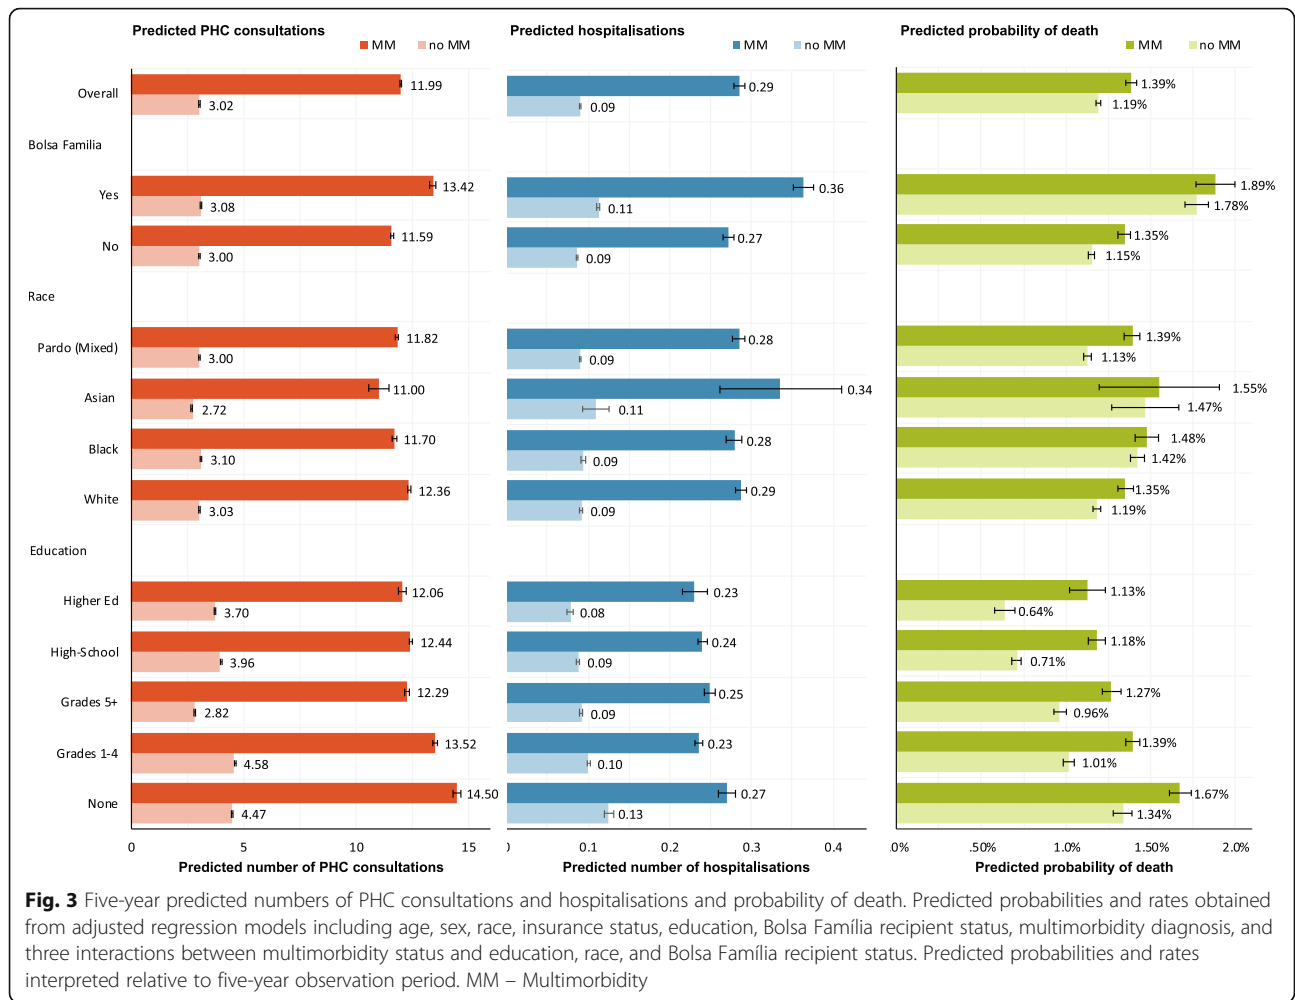 Predicted PHC consultations
MM no MM
Predicted hospitalisations
MM no MM
Predicted probability of death
MM no MM
Overall 11.99 0.29 1.39%
3.02 0.09 1.19%
Bolsa Familia
Yes 13.42 0.36 1.89%
3.08 0.11 1.78%
No 11.59 0.27 1.35%
3.00 0.09 1.15%
Race
Pardo (Mixed) 11.82 0.28 1.39%
3.00 0.09 1.13%
Asian 11.00 0.34 1.55%
2.72 0.11 1.47%
Black 11.70 0.28 1.48%
3.10 0.09 1.42%
White 12.36 0.29 1.35%
3.03 0.09 1.19%
Education
Higher Ed 12.06 0.23 1.13%
3.70 0.08 0.64%
High-School 12.44 0.24 1.18%
3.96 0.09 0.71%
Grades 5+ 12.29 0.25 1.27%
2.82 0.09 0.96%
Grades 1-4 13.52 0.23 1.39%
4.58 0.10 1.01%
None 14.50 0.27 1.67%
4.47 0.13 1.34%
0 5 10 15 0.1 0.2 0.3 0.4 .0% .50% 1.0% 1.50% 2.0%
Predicted number of PHC consultations
Predicted number of hospitalisations
Predicted probability of death
Fig. 3 Five-year predicted numbers of PHC consultations and hospitalisations and probability of death. Predicted probabilities and rates obtained
from adjusted regression models including age, sex, race, insurance status, education, Bolsa Família recipient status, multimorbidity diagnosis, and
three interactions between multimorbidity status and education, race, and Bolsa Família recipient status. Predicted probabilities and rates
interpreted relative to five-year observation period. MM – Multimorbidity